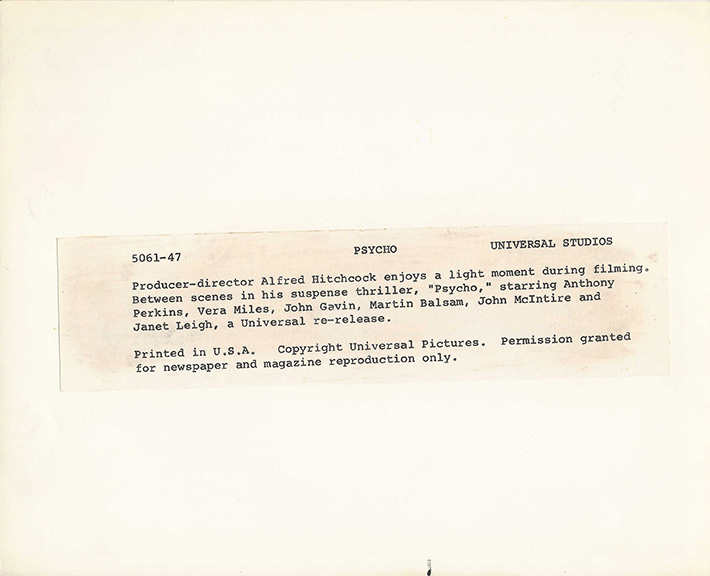 5061-47 PSYCHO UNIVERSAL STUDIOS
Producer-director Alfred Hitchcock enjoys a light moment during filming.
Between scenes in his suspense thriller, "Psycho," starring Anthony
Perkins, Vera Miles, John Gavin, Martin Balsam, John McIntire and
Janet Leigh, a Universal re-release.
Printed in U.S.A. Copyright Universal Pictures. Permission granted
for newspaper and magazine reproduction only.